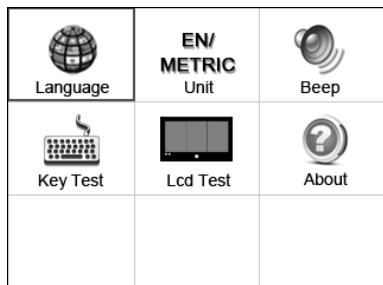 Language
EN/
METRIC
Unit
Beep
Key Test
Lcd Test
About